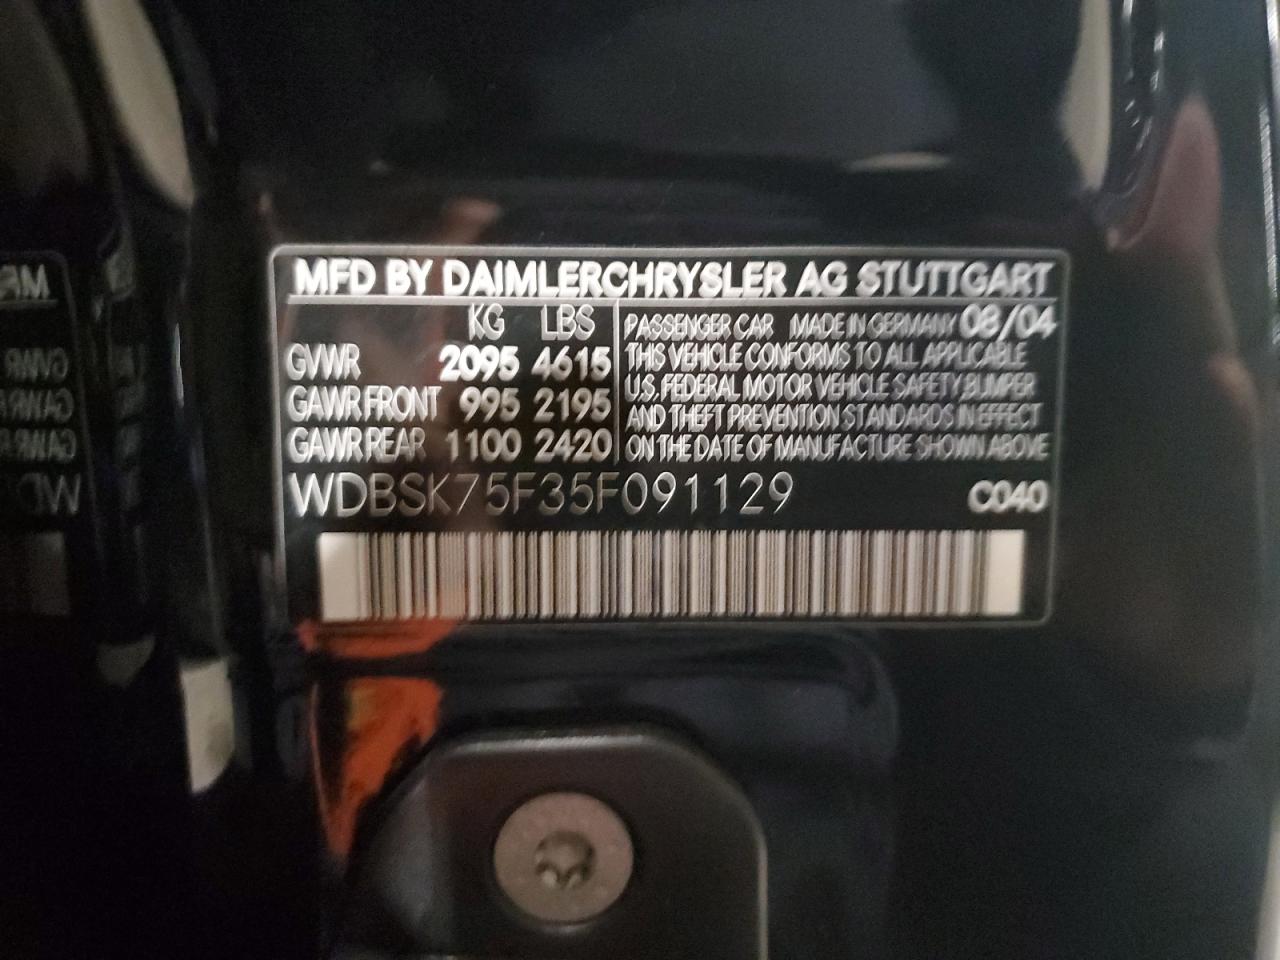 MFD BY DAIMLERCHRYSLER AG STUTTGART
KG LBS
GVWR 2095 4615
GAWR FRONT 995 2195
GAWR REAR 1100 2420
PASSENGER CAR MADE IN GERMANY 08/04
THIS VEHICLE CONFORMS TO ALL APPLICABLE
U.S. FEDERAL MOTOR VEHICLE SAFETY,BUMPER
AND THEFT PREVENTION STANDARDS IN EFFECT
ON THE DATE OF MANUFACTURE SHOWN ABOVE
WDBSK75F35F091129 C040